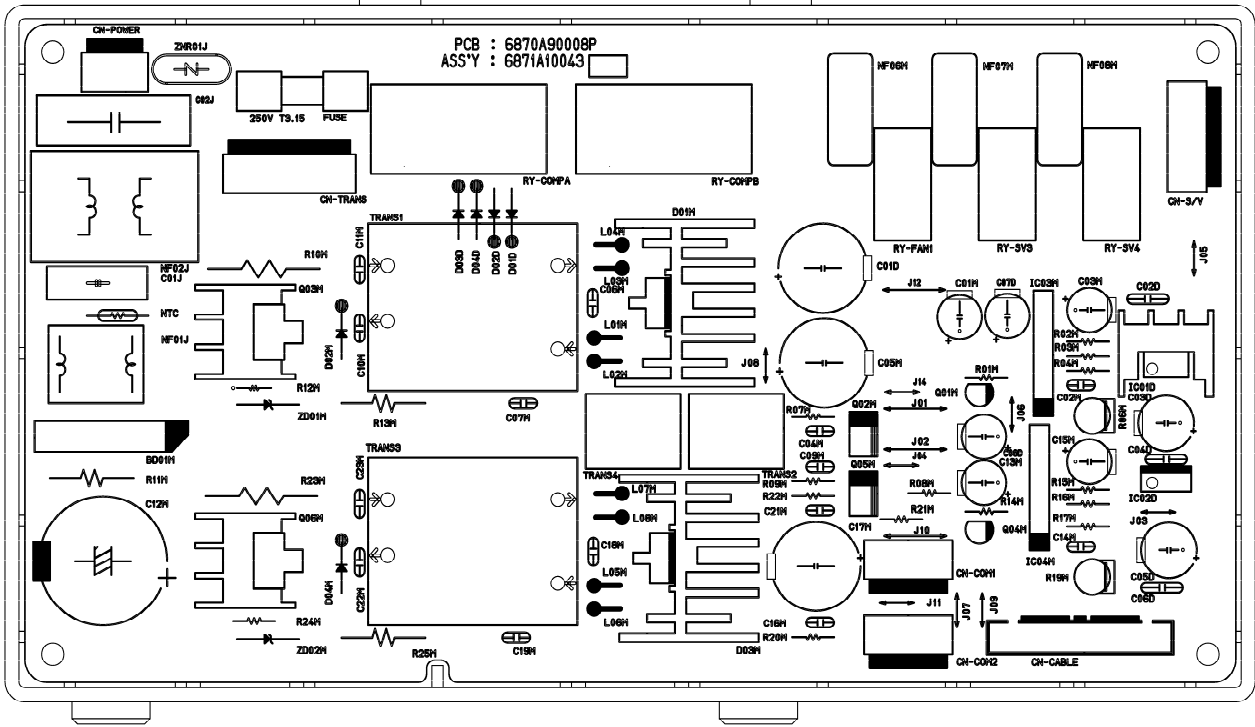 CN-POWER
ZNR01J
PCB : 6870A90008P
ASS'Y : 6871A10043
C02J
250V T3.15 FUSE
NF06M
NF07M
NF08M
CN-TRANS
RY-COMPA
RY-COMPB
CN-3/V
TRANS1
D01M
C11M
D03D
D04D
D02D
D01D
L04M
L03M
C06M
RY-FAN1
RY-3V3
RY-3V4
J05
NF02J
C01J
R10M
Q03M
C01D
J12
C01M
C07D
IC03M
C03M
C02D
NTC
NF01J
D02M
C10M
L01M
L02M
J08
C05M
R02M
R03M
R04M
R01M
IC01D
R12M
ZD01M
R13M
C07M
J14
J01
Q01M
J06
C02M
C03D
R06M
R07M
Q02M
C04M
BD01M
TRANS3
C23M
J02
J04
C13M
C15M
C04D
C09M
Q05M
TRANS4
TRANS2
R11M
C12M
R23M
Q06M
L07M
L08M
R09M
R22M
C21M
C17M
R08M
R21M
R14M
Q04M
R15M
R16M
R17M
C14M
IC02D
J03
J10
IC04M
D04M
C22M
C18M
L05M
L06M
CN-COM1
R19M
C05D
C06D
J11
J07
J09
R24M
ZD02M
R25M
C19M
D03M
C16M
R20M
CN-COM2
CN-CABLE